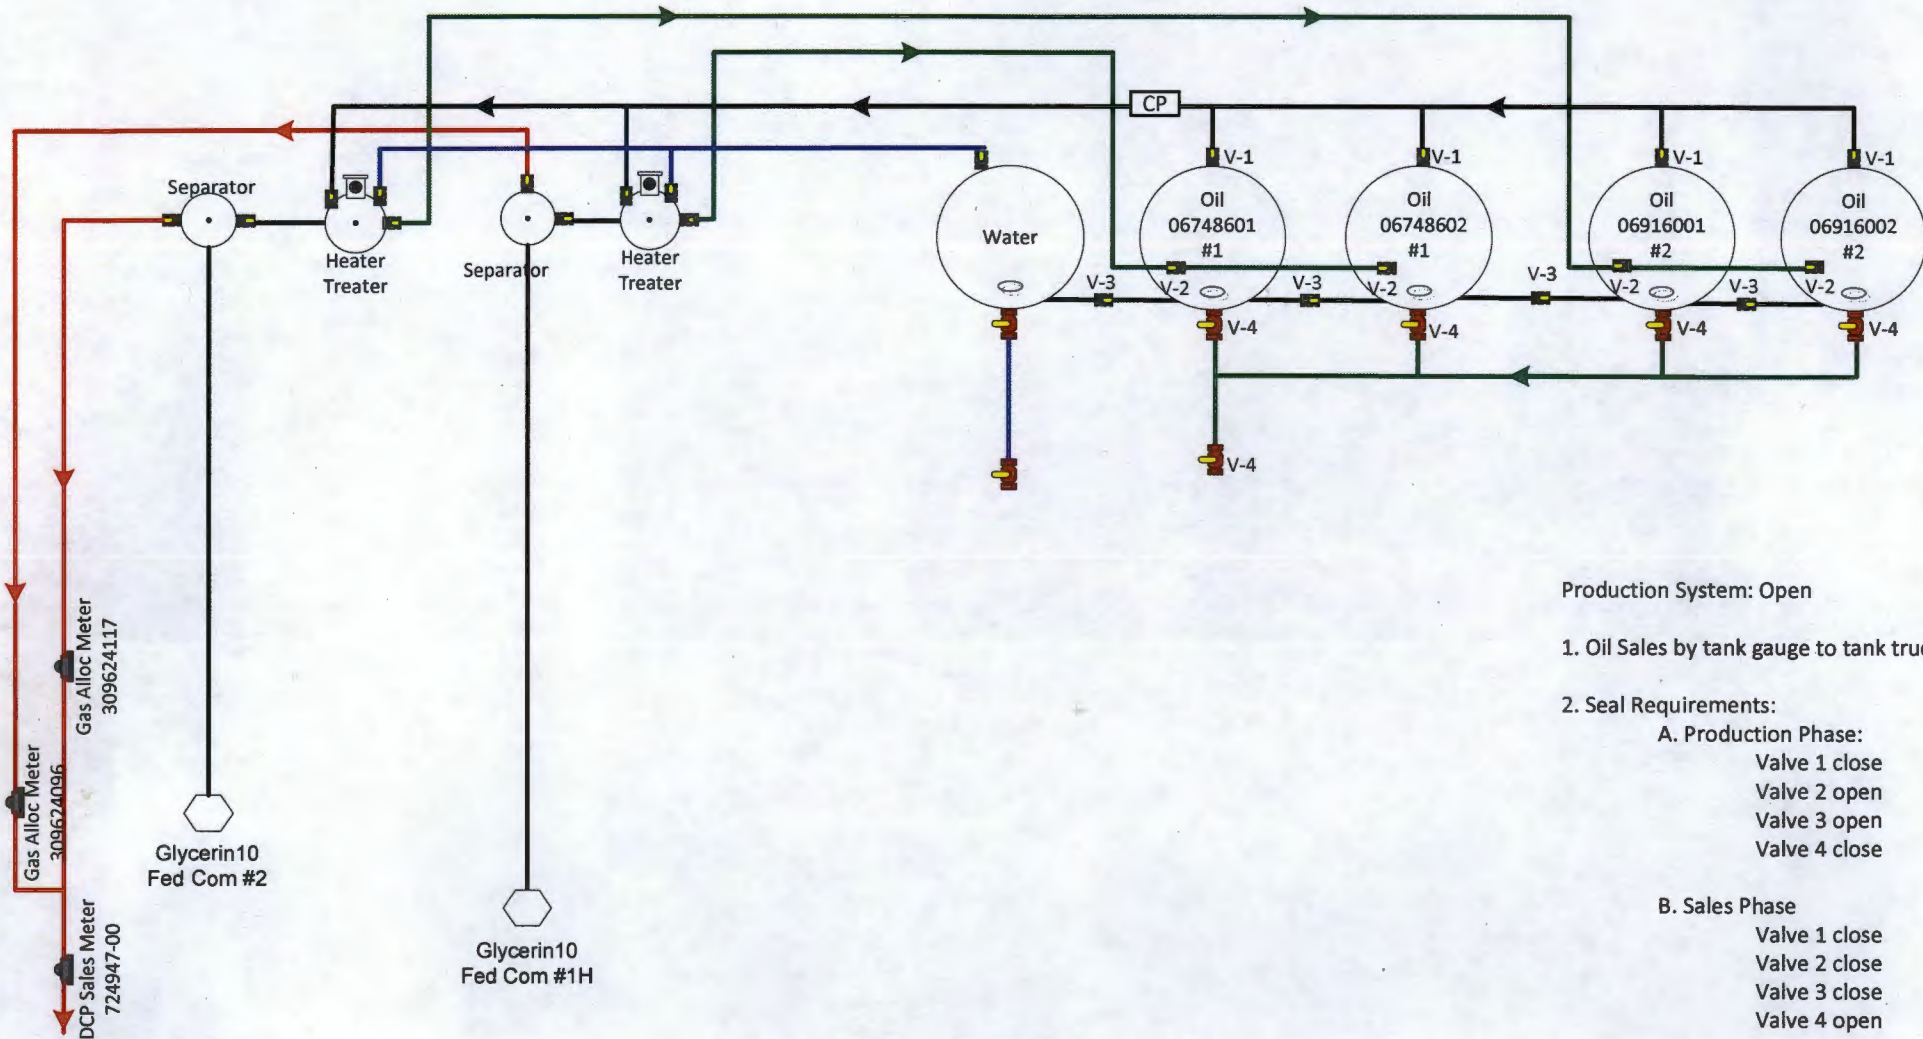 CP
V-1
V-1
V-1
V-1
Separator
Heater
Treater
Separator
Heater
Treater
Water
Oil
06748601
#1
Oil
06748602
#1
Oil
06916001
#2
Oil
06916002
#2
V-3
V-2
V-3
V-2
V-3
V-2
V-3
V-2
V-4
V-4
V-4
V-4
V-4
Gas Alloc Meter
309624117
Gas Alloc Meter
309624096
DCP Sales Meter
724947-00
Glycerin10
Fed Com #2
Glycerin10
Fed Com #1H
Production System: Open
1. Oil Sales by tank gauge to tank
2. Seal Requirements:
A. Production Phase:
Valve 1 close
Valve 2 open
Valve 3 open
Valve 4 close
B. Sales Phase
Valve 1 close
Valve 2 close
Valve 3 close
Valve 4 open